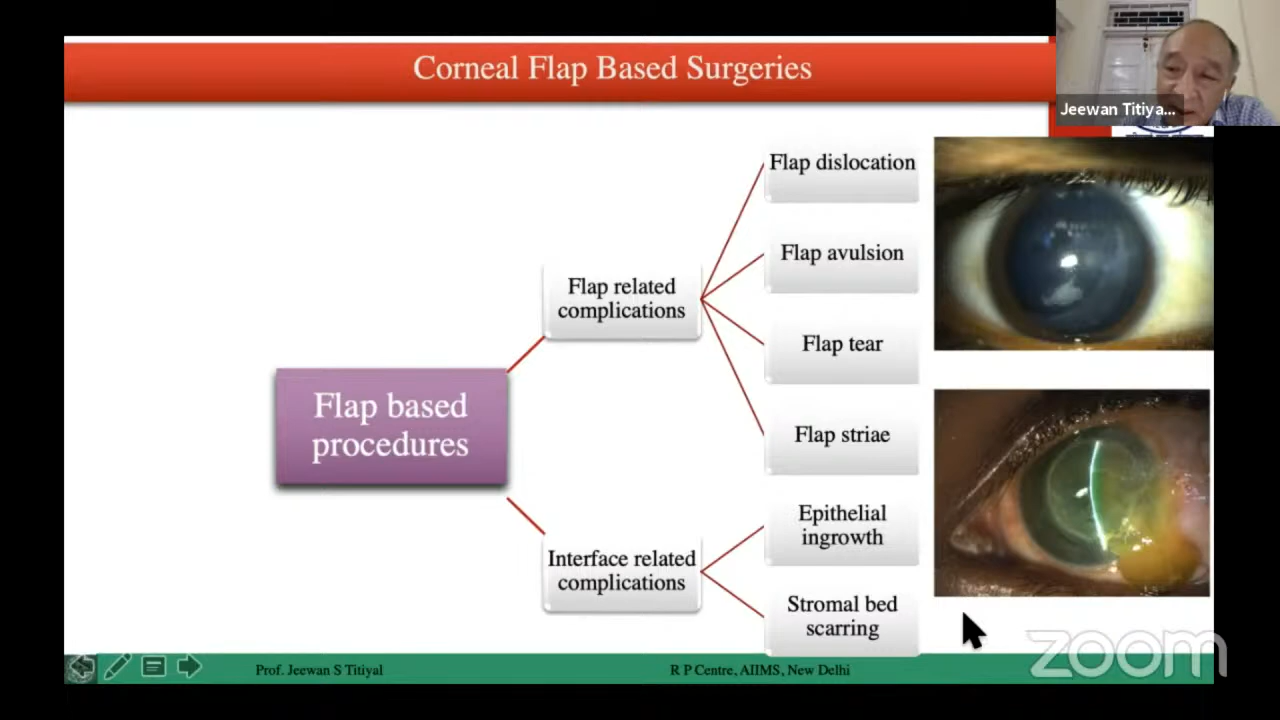 Corneal Flap Based Surgeries
Jeewan Titiya...
Flap dislocation
Flap avulsion
Flap related
complications
Flap tear
Flap based
procedures
Flap striae
Epithelial
ingrowth
Interface related
complications
Stromal bed
scarring
zoom
Prof. Jeewan S Titiyal
R P Centre, AIIMS, New Delhi